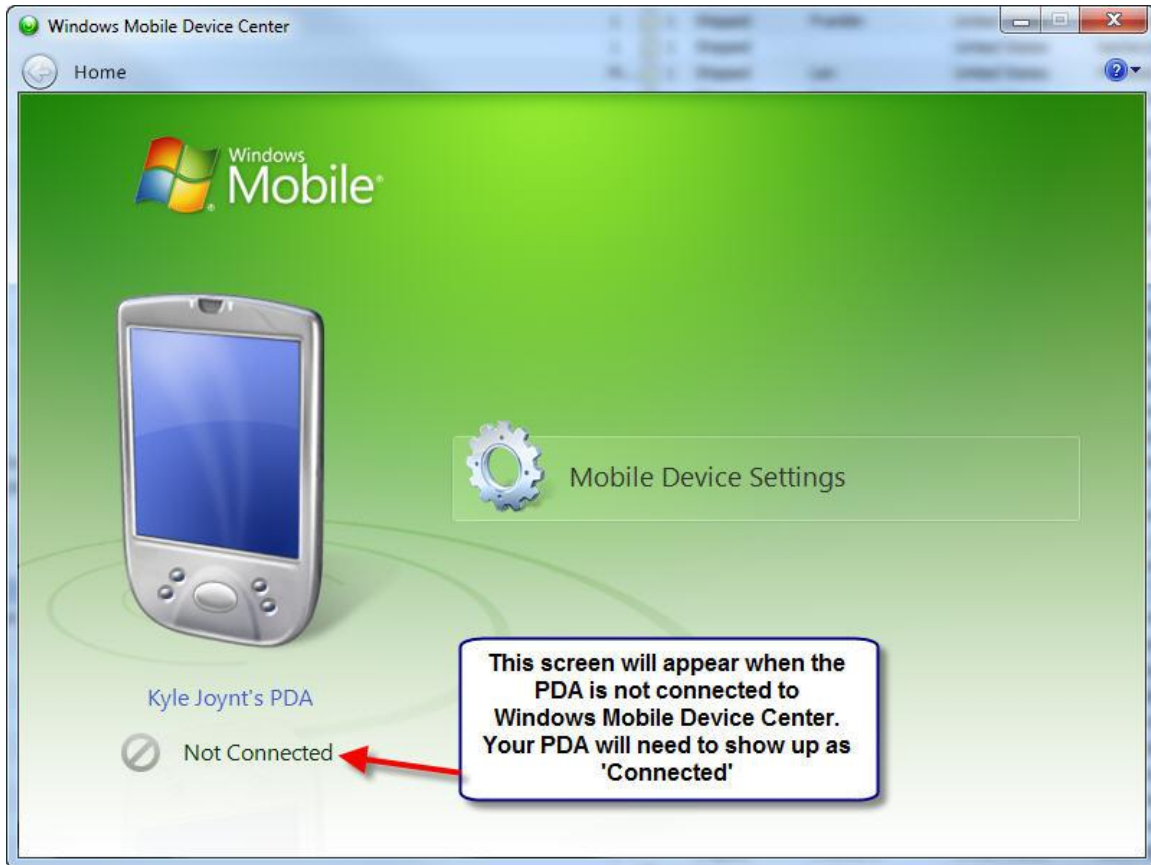 Windows Mobile Device Center
Home
Windows
Mobile®
Mobile Device Settings
Kyle Joynt's PDA
Not Connected
This screen will appear when the
PDA is not connected to
Windows Mobile Device Center.
Your PDA will need to show up as
'Connected'